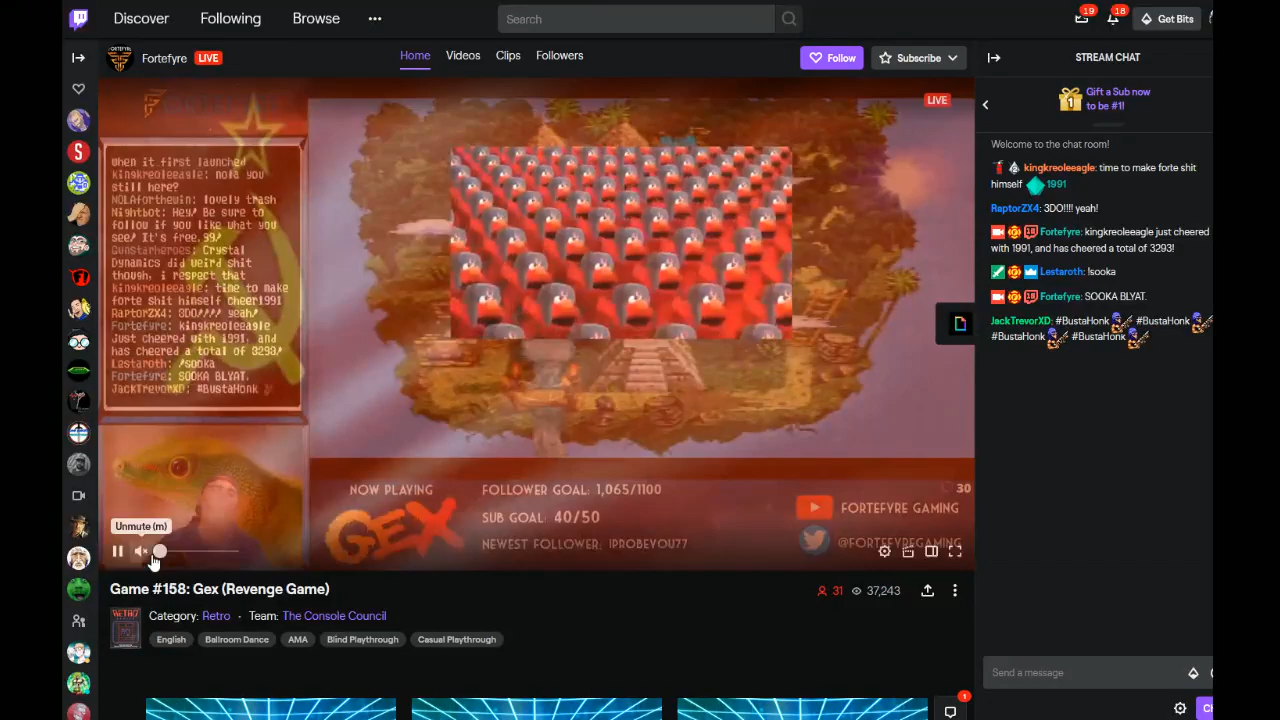 Discover
Following
Browse
Search
19
18
Get Bits
Fortefyre
LIVE
Home
Videos
Clips
Followers
Follow
Subscribe
STREAM CHAT
Gift a Sub now
to be #1!
1
LIVE
When it first launched
kingkreoleeagle: nola you
still here?
NOLAforthewin: lovely trash
Nightbot: Hey! Be sure to
follow if you like what you
see! It's free.99!
Gunstarheroes: Crystal
Dynamics did weird shit
though, i respect that
kingkreoleeagle: time to make
forte shit himself cheer1991
RaptorZX4: 3DO!!!! yeah!
Fortefyre: kingkreoleeagle
just cheered with 1991, and
has cheered a total of 3293!
Lestaroth: !sooka
Fortefyre: SOOKA BLYAT.
JackTrevorXD: #BustaHonk
Welcome to the chat room!
kingkreoleeagle: time to make forte shit
himself 1991
RaptorZX4: 3DO!!!! yeah!
Fortefyre: kingkreoleeagle just cheered
with 1991, and has cheered a total of 3293!
Lestaroth: !sooka
Fortefyre: SOOKA BLYAT.
JackTrevorXD: #BustaHonk #BustaHonk
#BustaHonk #BustaHonk
NOW PLAYING
GEX
FOLLOWER GOAL: 1,065/1100
SUB GOAL: 40/50
NEWEST FOLLOWER: IPROBEYOU77
30
FORTEFYRE GAMING
@FORTEFYREGAMING
Unmute (m)
Game #158: Gex (Revenge Game)
31
37,243
RETRO
Category: Retro · Team: The Console Council
English
Ballroom Dance
AMA
Blind Playthrough
Casual Playthrough
Send a message
1